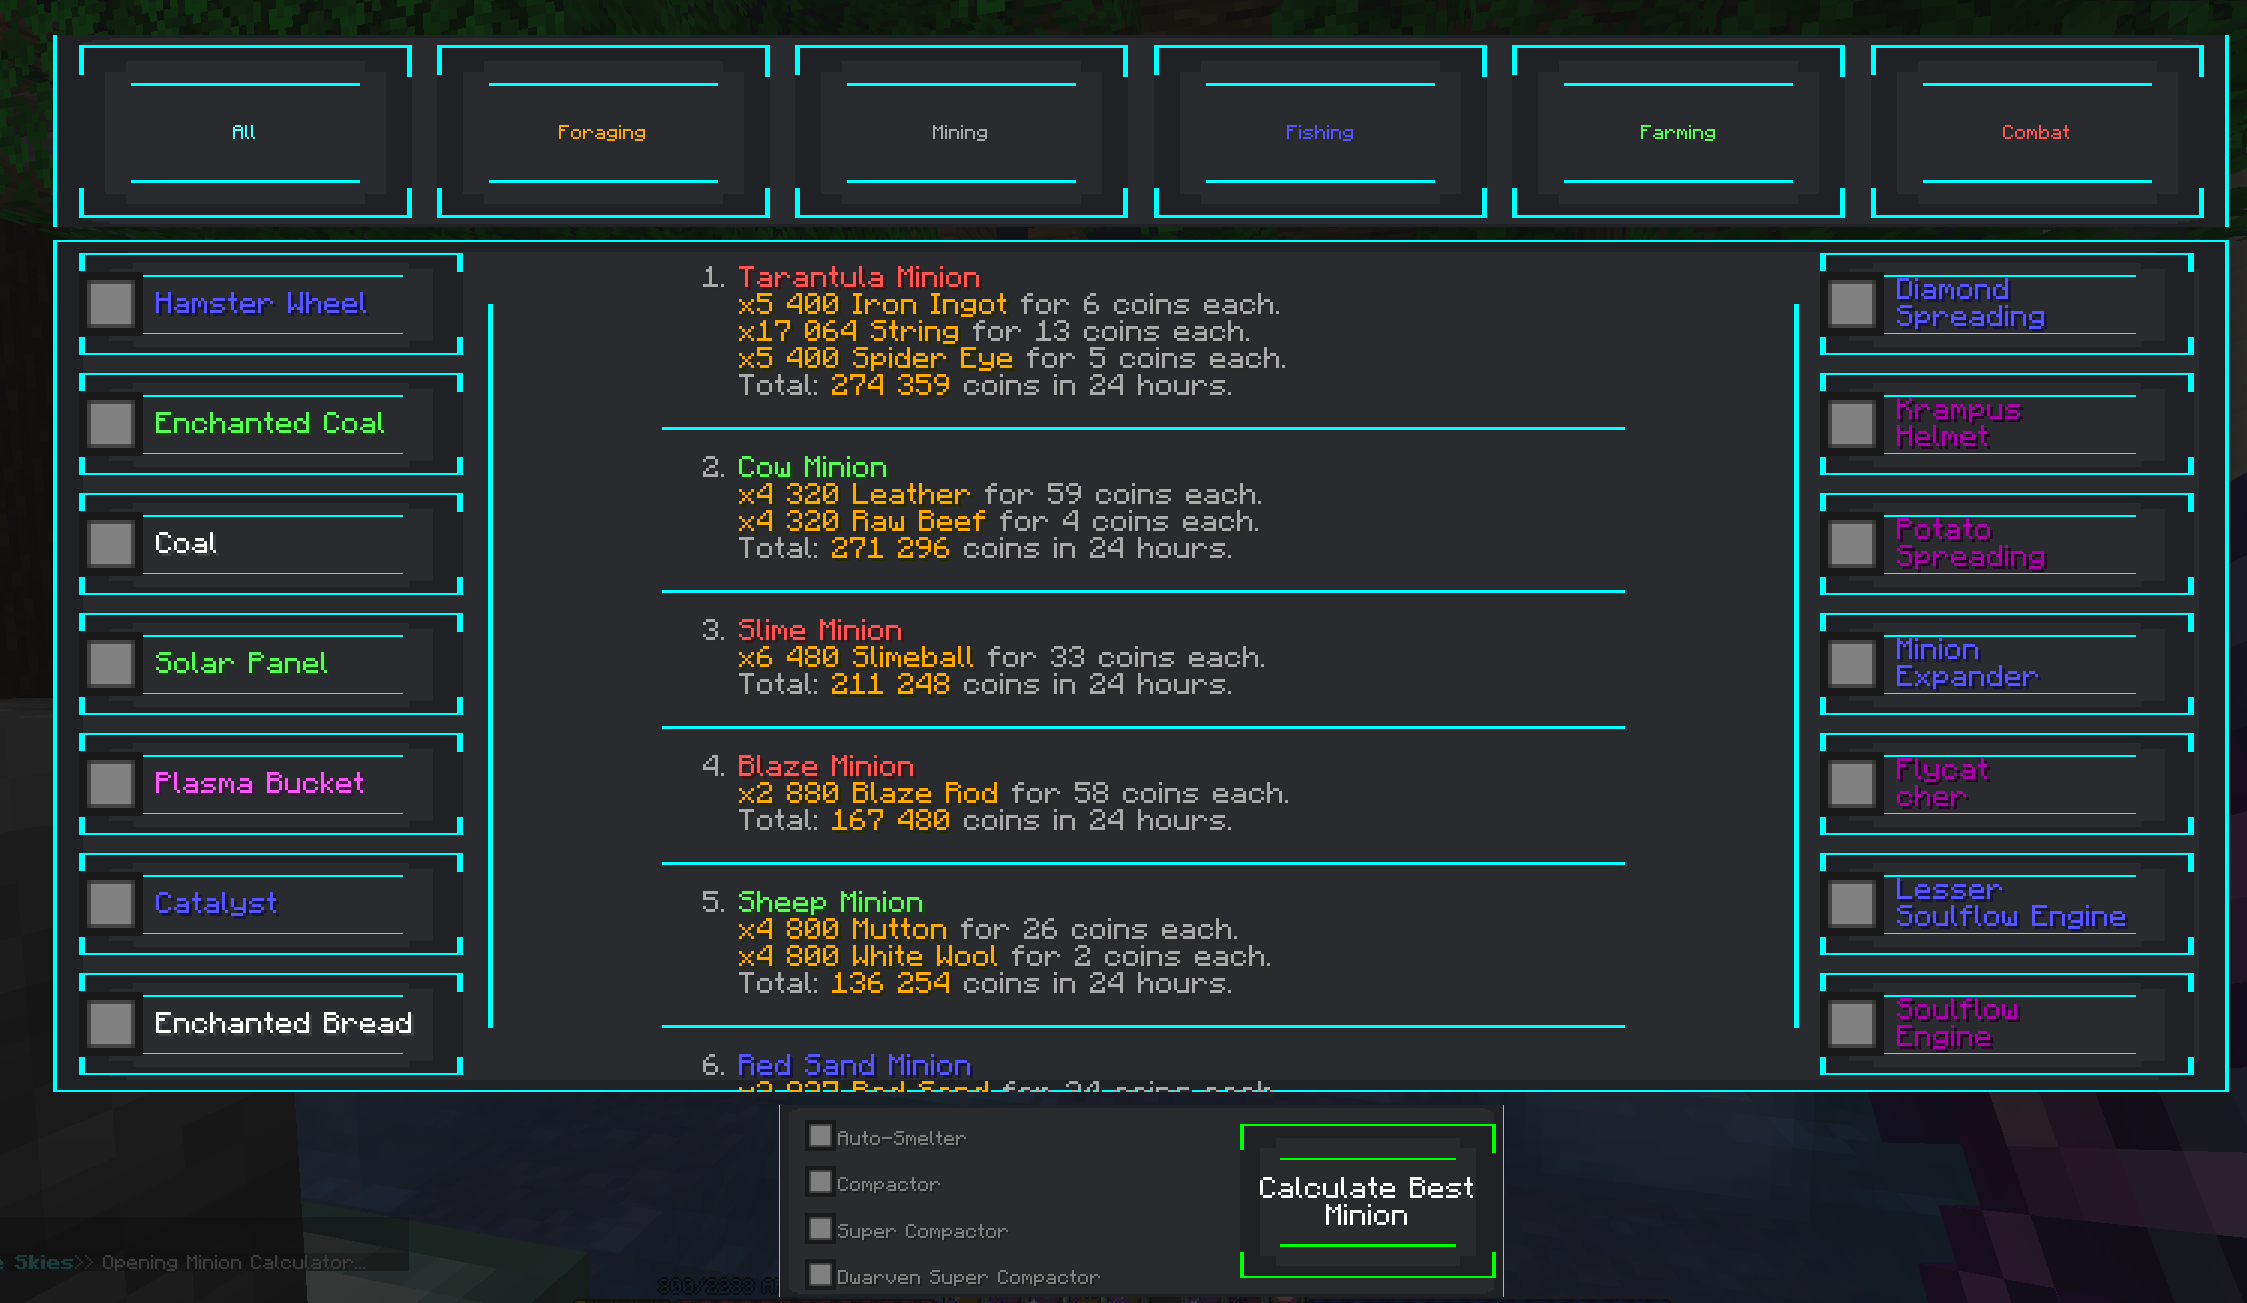 All
Foraging
Mining
Fishing
Farming
Combat
Hamster Wheel
Enchanted Coal
Coal
Solar Panel
Plasma Bucket
Catalyst
Enchanted Bread
1. Tarantula Minion
x5 400 Iron Ingot for 6 coins each.
x17 064 String for 13 coins each.
x5 400 Spider Eye for 5 coins each.
Total: 274 359 coins in 24 hours.
2. Cow Minion
x4 320 Leather for 59 coins each.
x4 320 Raw Beef for 4 coins each.
Total: 271 296 coins in 24 hours.
3. Slime Minion
x6 480 Slimeball for 33 coins each.
Total: 211 248 coins in 24 hours.
4. Blaze Minion
x2 880 Blaze Rod for 58 coins each.
Total: 167 480 coins in 24 hours.
5. Sheep Minion
x4 800 Mutton for 26 coins each.
x4 800 White Wool for 2 coins each.
Total: 136 254 coins in 24 hours.
6. Red Sand Minion
Red Sand for 24 coins each
Diamond
Spreading
Krampus
Helmet
Potato
Spreading
Minion
Expander
Flycat
cher
Lesser
Soulflow Engine
Soulflow
Engine
Auto-Smelter
Compactor
Super Compactor
Dwarven Super Compactor
Calculate Best
Minion
e Skies>> Opening Minion Calculator...